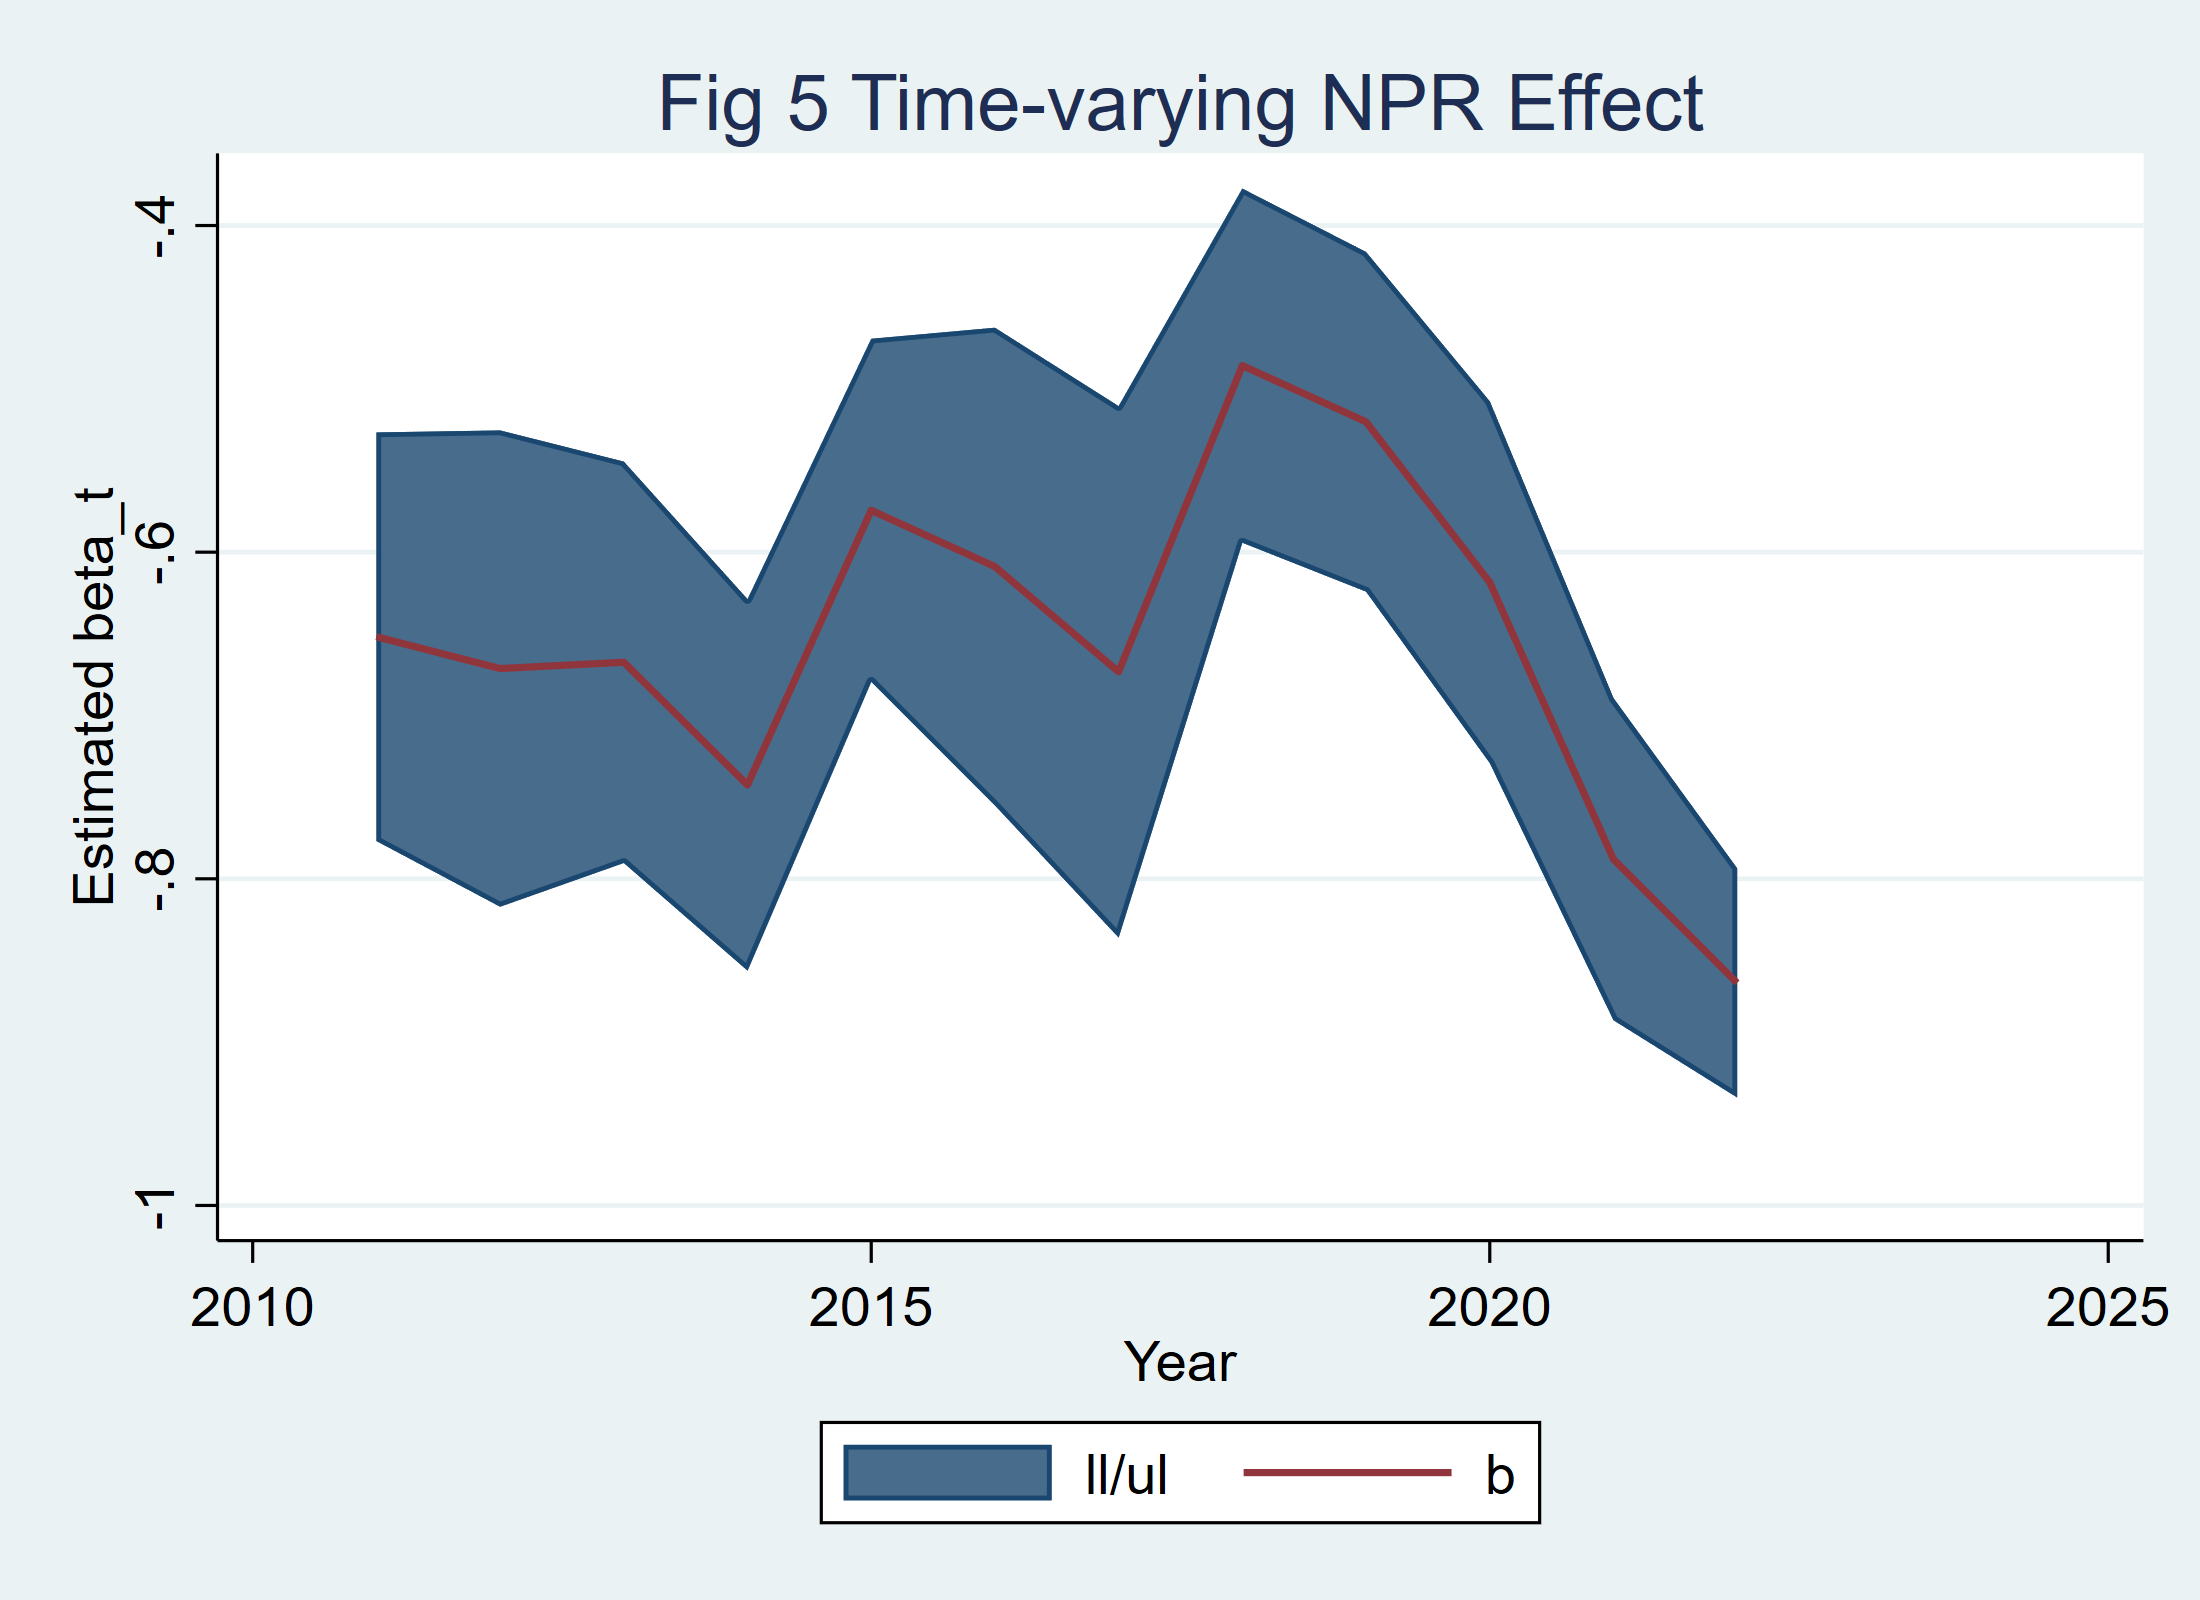 Fig 5 Time-varying NPR Effect
Estimated beta_t
-.4
-.6
-.8
-1
2010 2015 2020 2025
Year
ll/ul b